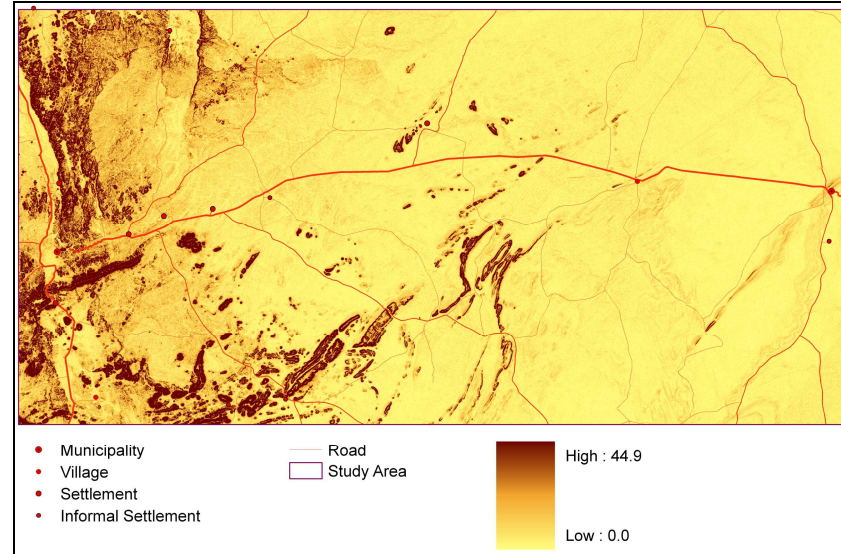 Municipality
Village
Settlement
Informal Settlement
Road
Study Area
High : 44.9
Low : 0.0